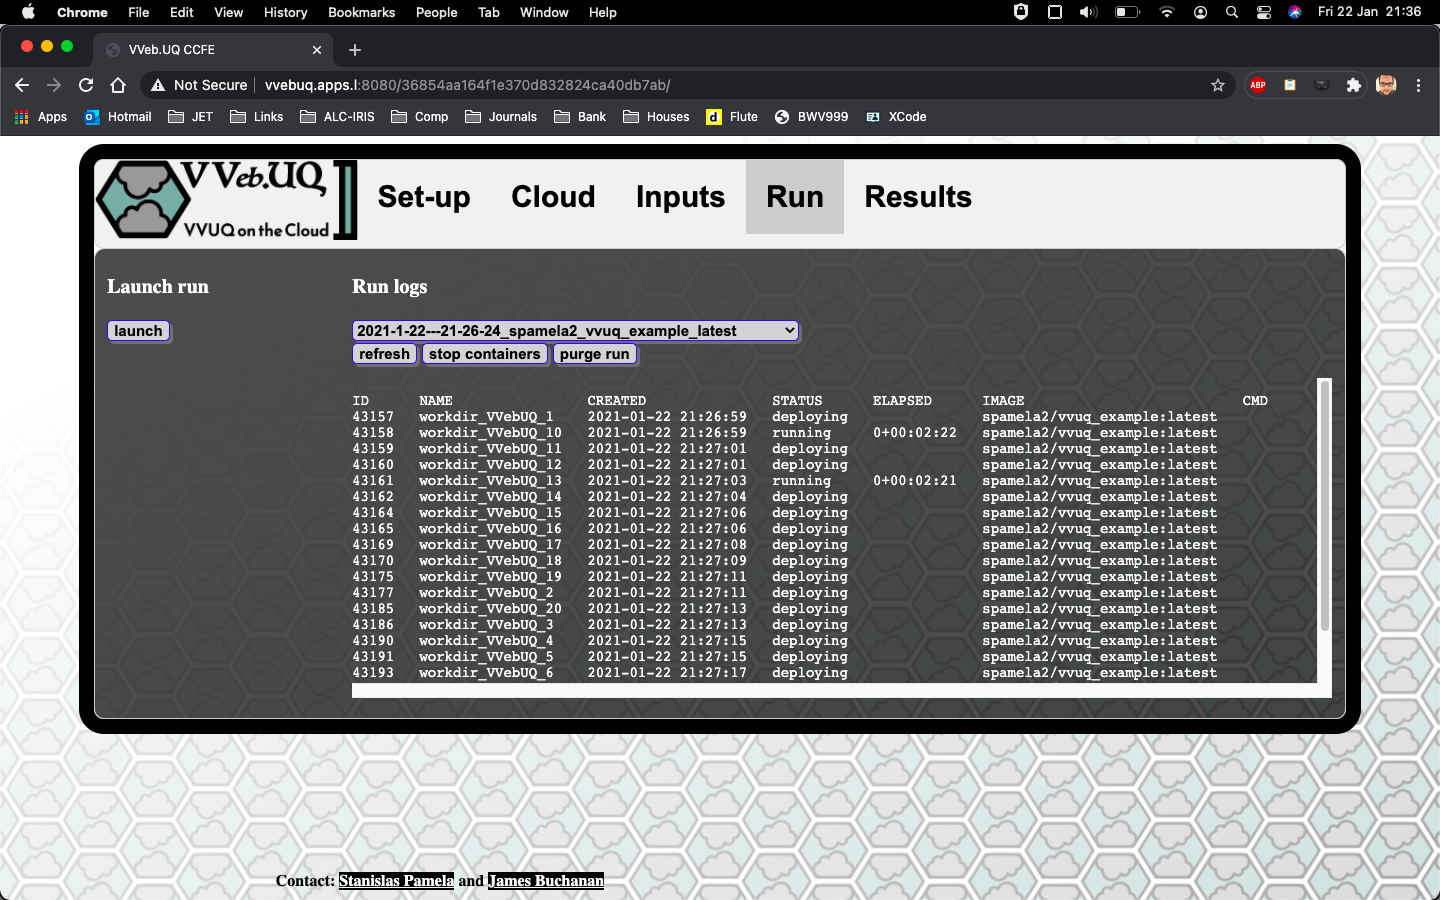 Chrome File Edit View History Bookmarks People Tab Window Help Fri 22 Jan 21:36
VVeb.UQ CCFE
Not Secure vvebuq.apps.l:8080/36854aa164f1e370d832824ca40db7ab/
ABP
Apps Hotmail JET Links ALC-IRIS Comp Journals Bank Houses Flute BWV999 XCode
VVeb.UQ
VVUQ on the Cloud
Set-up Cloud Inputs Run Results
Launch run
launch
Run logs
2021-1-22---21-26-24_spamela2_vvuq_example_latest
refresh stop containers purge run
ID NAME CREATED STATUS ELAPSED IMAGE CMD
43157 workdir_VVebUQ_1 2021-01-22 21:26:59 deploying spamela2/vvuq_example:latest
43158 workdir_VVebUQ_10 2021-01-22 21:26:59 running 0+00:02:22 spamela2/vvuq_example:latest
43159 workdir_VVebUQ_11 2021-01-22 21:27:01 deploying spamela2/vvuq_example:latest
43160 workdir_VVebUQ_12 2021-01-22 21:27:01 deploying spamela2/vvuq_example:latest
43161 workdir_VVebUQ_13 2021-01-22 21:27:03 running 0+00:02:21 spamela2/vvuq_example:latest
43162 workdir_VVebUQ_14 2021-01-22 21:27:04 deploying spamela2/vvuq_example:latest
43164 workdir_VVebUQ_15 2021-01-22 21:27:06 deploying spamela2/vvuq_example:latest
43165 workdir_VVebUQ_16 2021-01-22 21:27:06 deploying spamela2/vvuq_example:latest
43169 workdir_VVebUQ_17 2021-01-22 21:27:08 deploying spamela2/vvuq_example:latest
43170 workdir_VVebUQ_18 2021-01-22 21:27:09 deploying spamela2/vvuq_example:latest
43175 workdir_VVebUQ_19 2021-01-22 21:27:11 deploying spamela2/vvuq_example:latest
43177 workdir_VVebUQ_2 2021-01-22 21:27:11 deploying spamela2/vvuq_example:latest
43185 workdir_VVebUQ_20 2021-01-22 21:27:13 deploying spamela2/vvuq_example:latest
43186 workdir_VVebUQ_3 2021-01-22 21:27:13 deploying spamela2/vvuq_example:latest
43190 workdir_VVebUQ_4 2021-01-22 21:27:15 deploying spamela2/vvuq_example:latest
43191 workdir_VVebUQ_5 2021-01-22 21:27:15 deploying spamela2/vvuq_example:latest
43193 workdir_VVebUQ_6 2021-01-22 21:27:17 deploying spamela2/vvuq_example:latest
Contact: Stanislas Pamela and James Buchanan